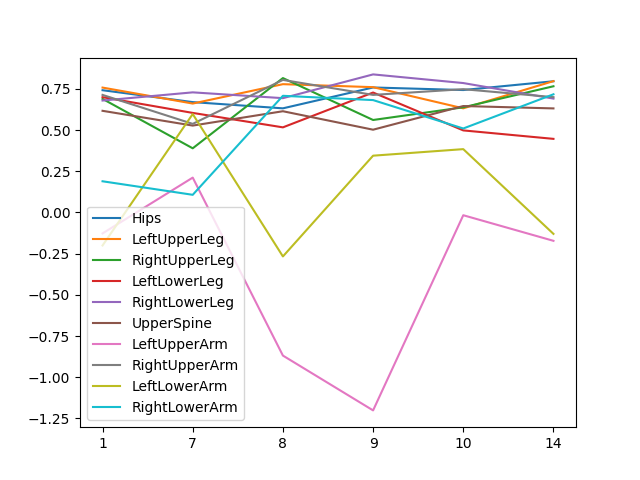 0.75
0.50
0.25
0.00
−0.25
−0.50
−0.75
−1.00
−1.25
Hips
LeftUpperLeg
RightUpperLeg
LeftLowerLeg
RightLowerLeg
UpperSpine
LeftUpperArm
RightUpperArm
LeftLowerArm
RightLowerArm
1 7 8 9 10 14